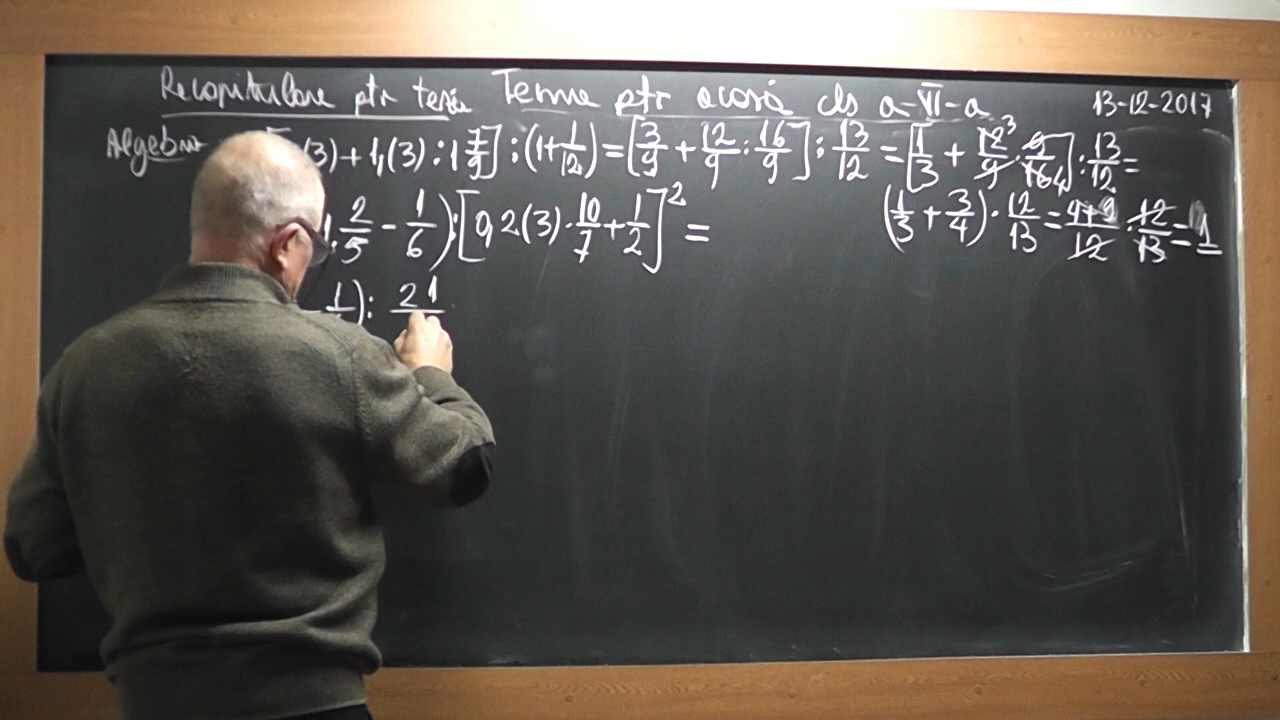 Recapitulare ptr teză Teme ptr acasă cls a-VI-a 13-12-2017
Algebra (3)+1,(3):1 7/9]:(1+1/12)=[3/9+12/9:16/9]:13/12=[1/3+12/9·9/16]:13/12=
2/5-1/6):[0,2(3)·10/7+1/2]²= (1/3+3/4)·12/13=4+9/12·12/13=1
1/):21